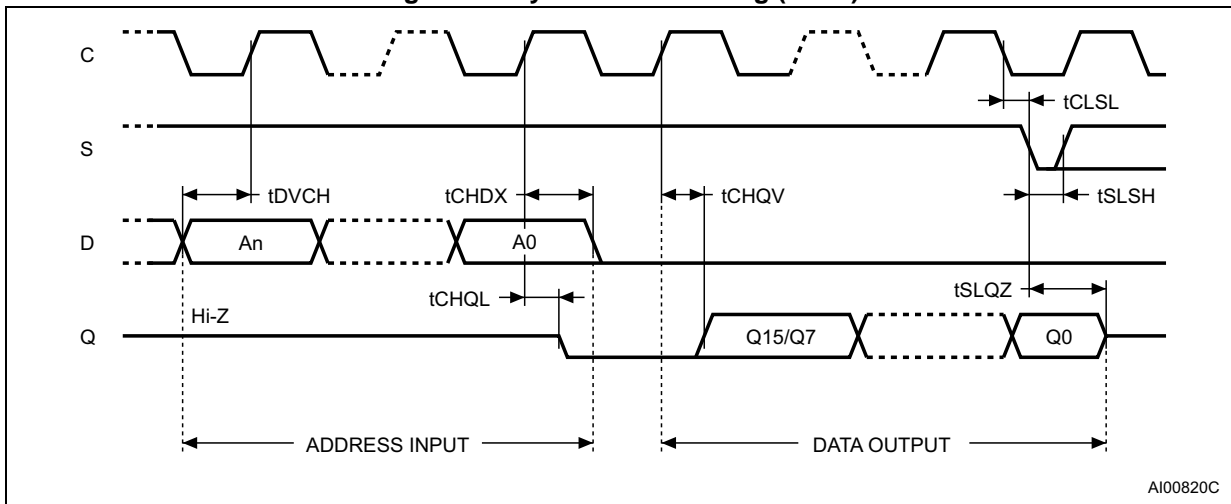 C
tCLSL
S
tDVCH
tCHDX
tCHQV
tSLSH
D
An
A0
tCHQL
tSLQZ
Hi-Z
Q
Q15/Q7
Q0
ADDRESS INPUT
DATA OUTPUT
AI00820C